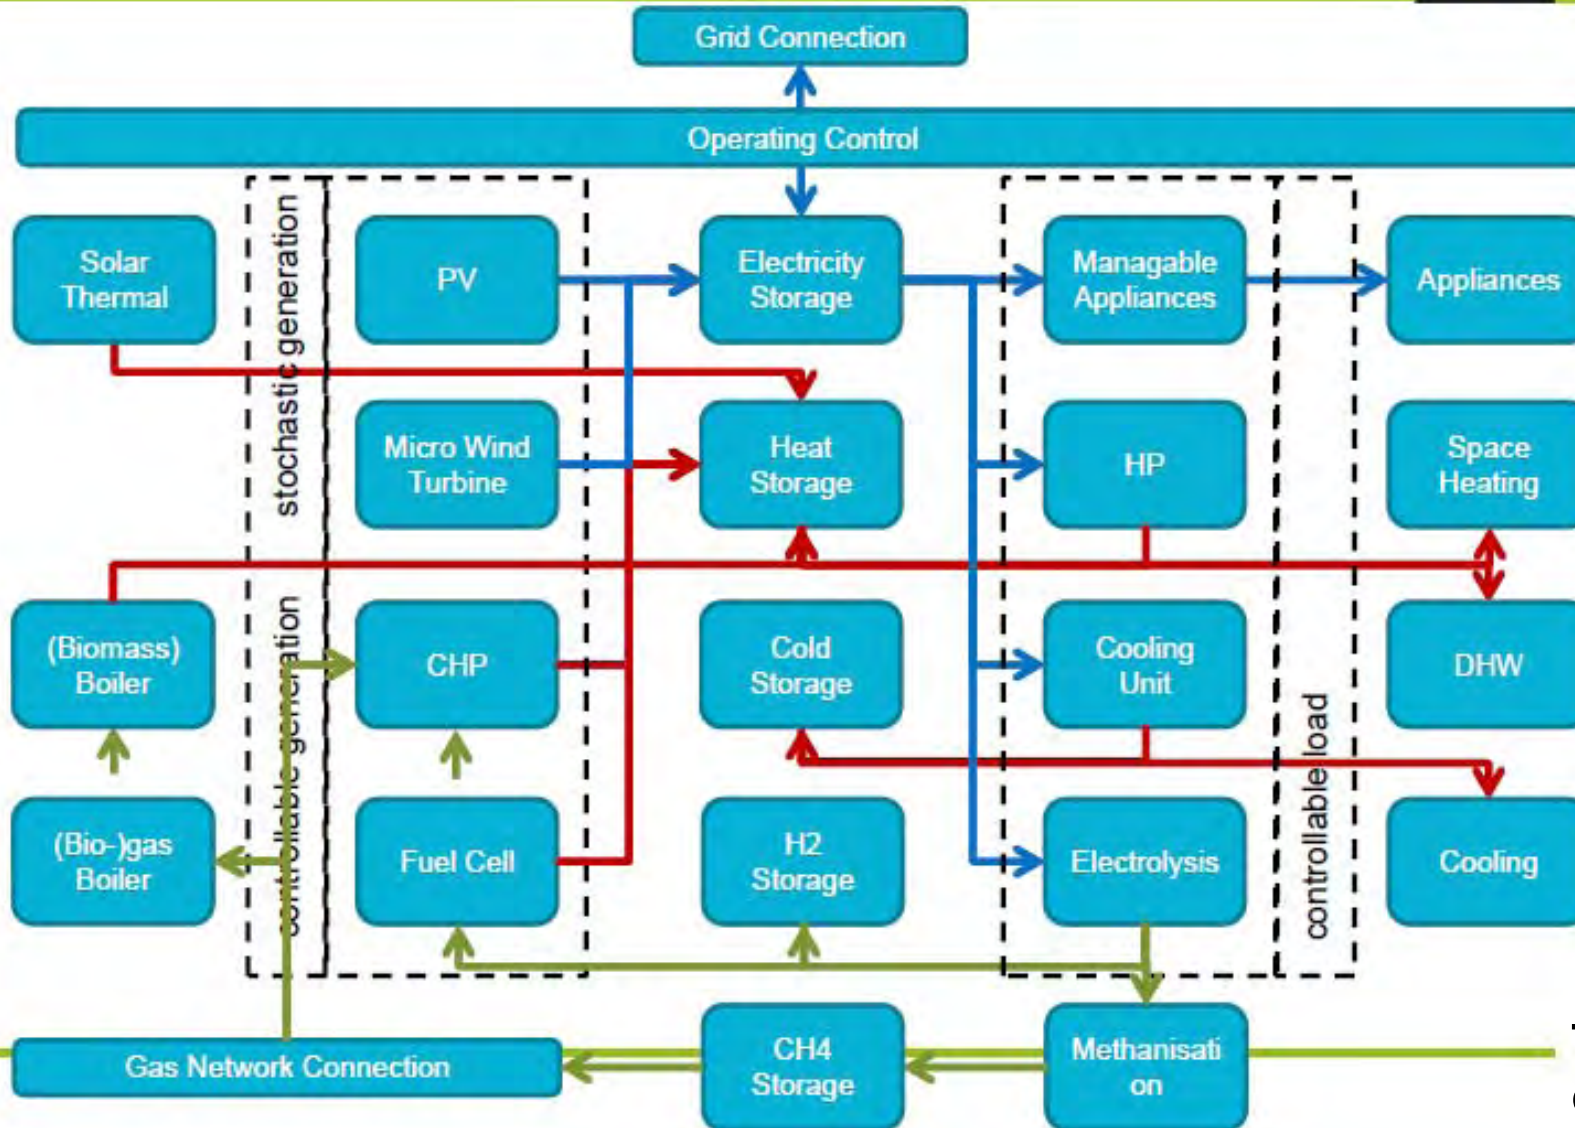 Grid Connection
Operating Control
stochastic generation
Solar
Thermal
PV
Electricity
Storage
Managable
Appliances
Appliances
Micro Wind
Turbine
Heat
Storage
HP
Space
Heating
controllable generation
(Biomass)
Boiler
CHP
Cold
Storage
Cooling
Unit
DHW
controllable load
(Bio-)gas
Boiler
Fuel Cell
H2
Storage
Electrolysis
Cooling
Gas Network Connection
CH4
Storage
Methanisati
on